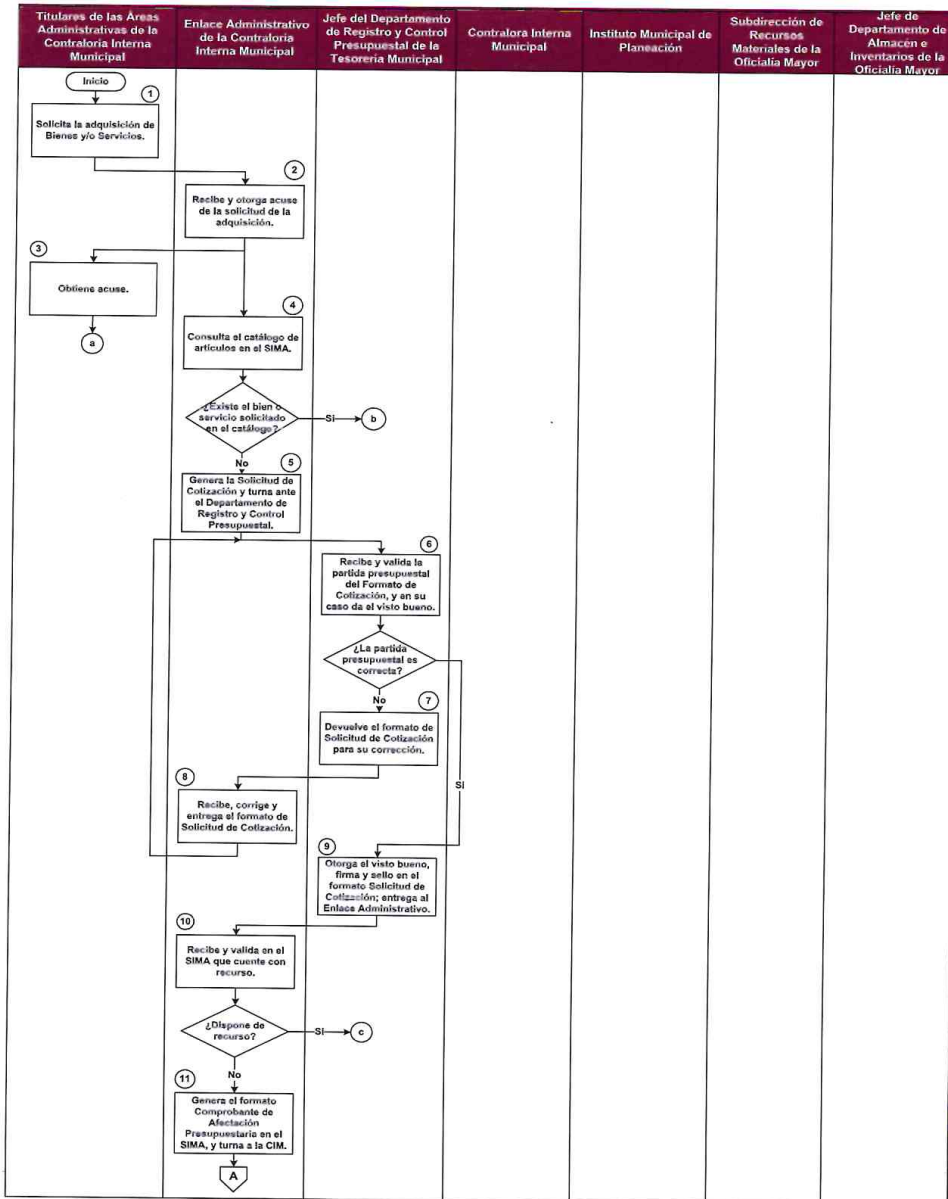 Titulares de las Áreas
Administrativas de la
Contraloría Interna
Municipal
Enlace Administrativo
de la Contraloría
Interna Municipal
Jefe del Departamento
de Registro y Control
Presupuestal de la
Tesorería Municipal
Contralora Interna
Municipal
Instituto Municipal de
Planeación
Subdirección de
Recursos
Materiales de la
Oficialía Mayor
Jefe de
Departamento de
Almacén e
Inventarios de la
Oficialía Mayor
Inicio
1
Solicita la adquisición de
Bienes y/o Servicios.
2
Recibe y otorga acuse
de la solicitud de la
adquisición.
3
Obtiene acuse.
a
4
Consulta el catálogo de
artículos en el SIMA.
¿Existe el bien o
servicio solicitado
en el catálogo?
Si
b
No
5
Genera la Solicitud de
Cotización y turna ante
el Departamento de
Registro y Control
Presupuestal.
6
Recibe y valida la
partida presupuestal
del Formato de
Cotización, y en su
caso da el visto bueno.
¿La partida
presupuestal es
correcta?
No
7
Devuelve el formato de
Solicitud de Cotización
para su corrección.
Si
8
Recibe, corrige y
entrega el formato de
Solicitud de Cotización.
9
Otorga el visto bueno,
firma y sello en el
formato Solicitud de
Cotización; entrega al
Enlace Administrativo.
10
Recibe y valida en el
SIMA que cuente con
recurso.
¿Dispone de
recurso?
Si
c
No
11
Genera el formato
Comprobante de
Afectación
Presupuestaria en el
SIMA, y turna a la CIM.
A